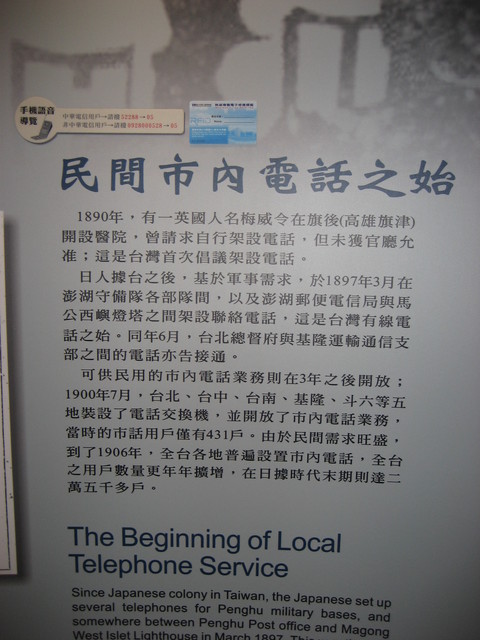 手機語音
導覽
中華電信用戶→請撥12288→51
民間市內電話之始
1890年，有一英國人名梅威令在旗後(高雄旗津)
開設醫院，曾請求自行架設電話，但未獲官廳允
准；這是台灣首次倡議架設電話。
日人據台之後，基於軍事需求，於1897年3月在
澎湖守備隊各部隊間，以及澎湖郵便電信局與馬
公西嶼燈塔之間架設聯絡電話，這是台灣有線電
話之始。同年6月，台北總督府與基隆運輸通信支
部之間的電話亦告接通。
可供民用的市內電話業務則在3年之後開放；
1900年7月，台北、台中、台南、基隆、斗六等五
地裝設了電話交換機，並開放了市內電話業務，
當時的市話用戶僅有431戶。由於民間需求旺盛，
到了1906年，全台各地普遍設置市內電話，全台
之用戶數量更年年擴增，在日據時代末期則達二
萬五千多戶。
The Beginning of Local
Telephone Service
Since Japanese colony in Taiwan, the Japanese set up
several telephones for Penghu military bases, and
somewhere between Penghu Post office and Magong
West Islet Lighthouse in March 1897. This